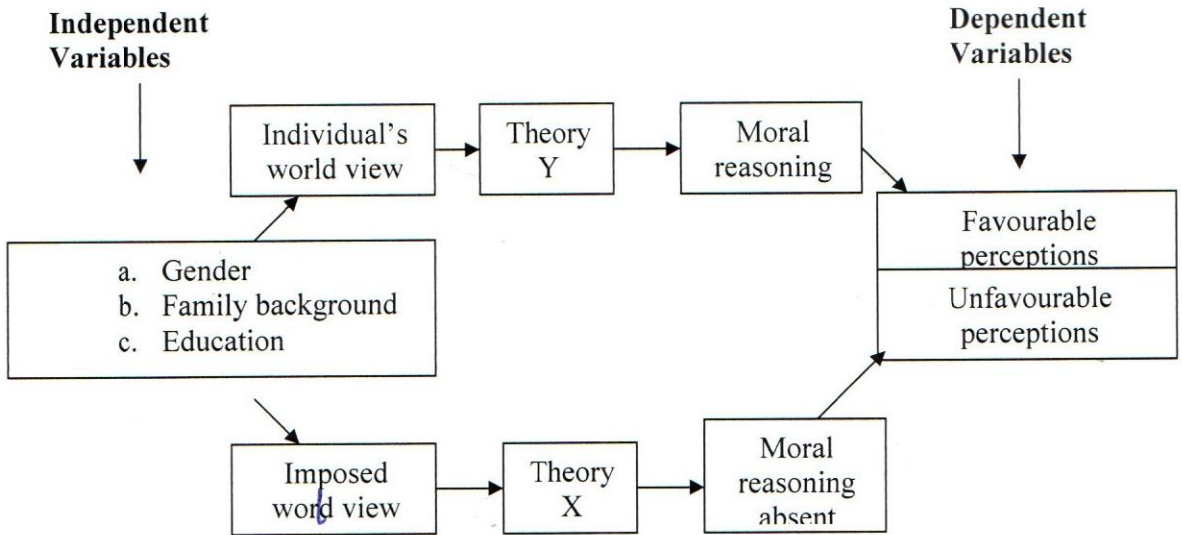 Independent
Variables
Dependent
Variables
Individual's
world view
Theory
Y
Moral
reasoning
Favourable
perceptions
Unfavourable
perceptions
a. Gender
b. Family background
c. Education
Imposed
word view
Theory
X
Moral
reasoning
absent